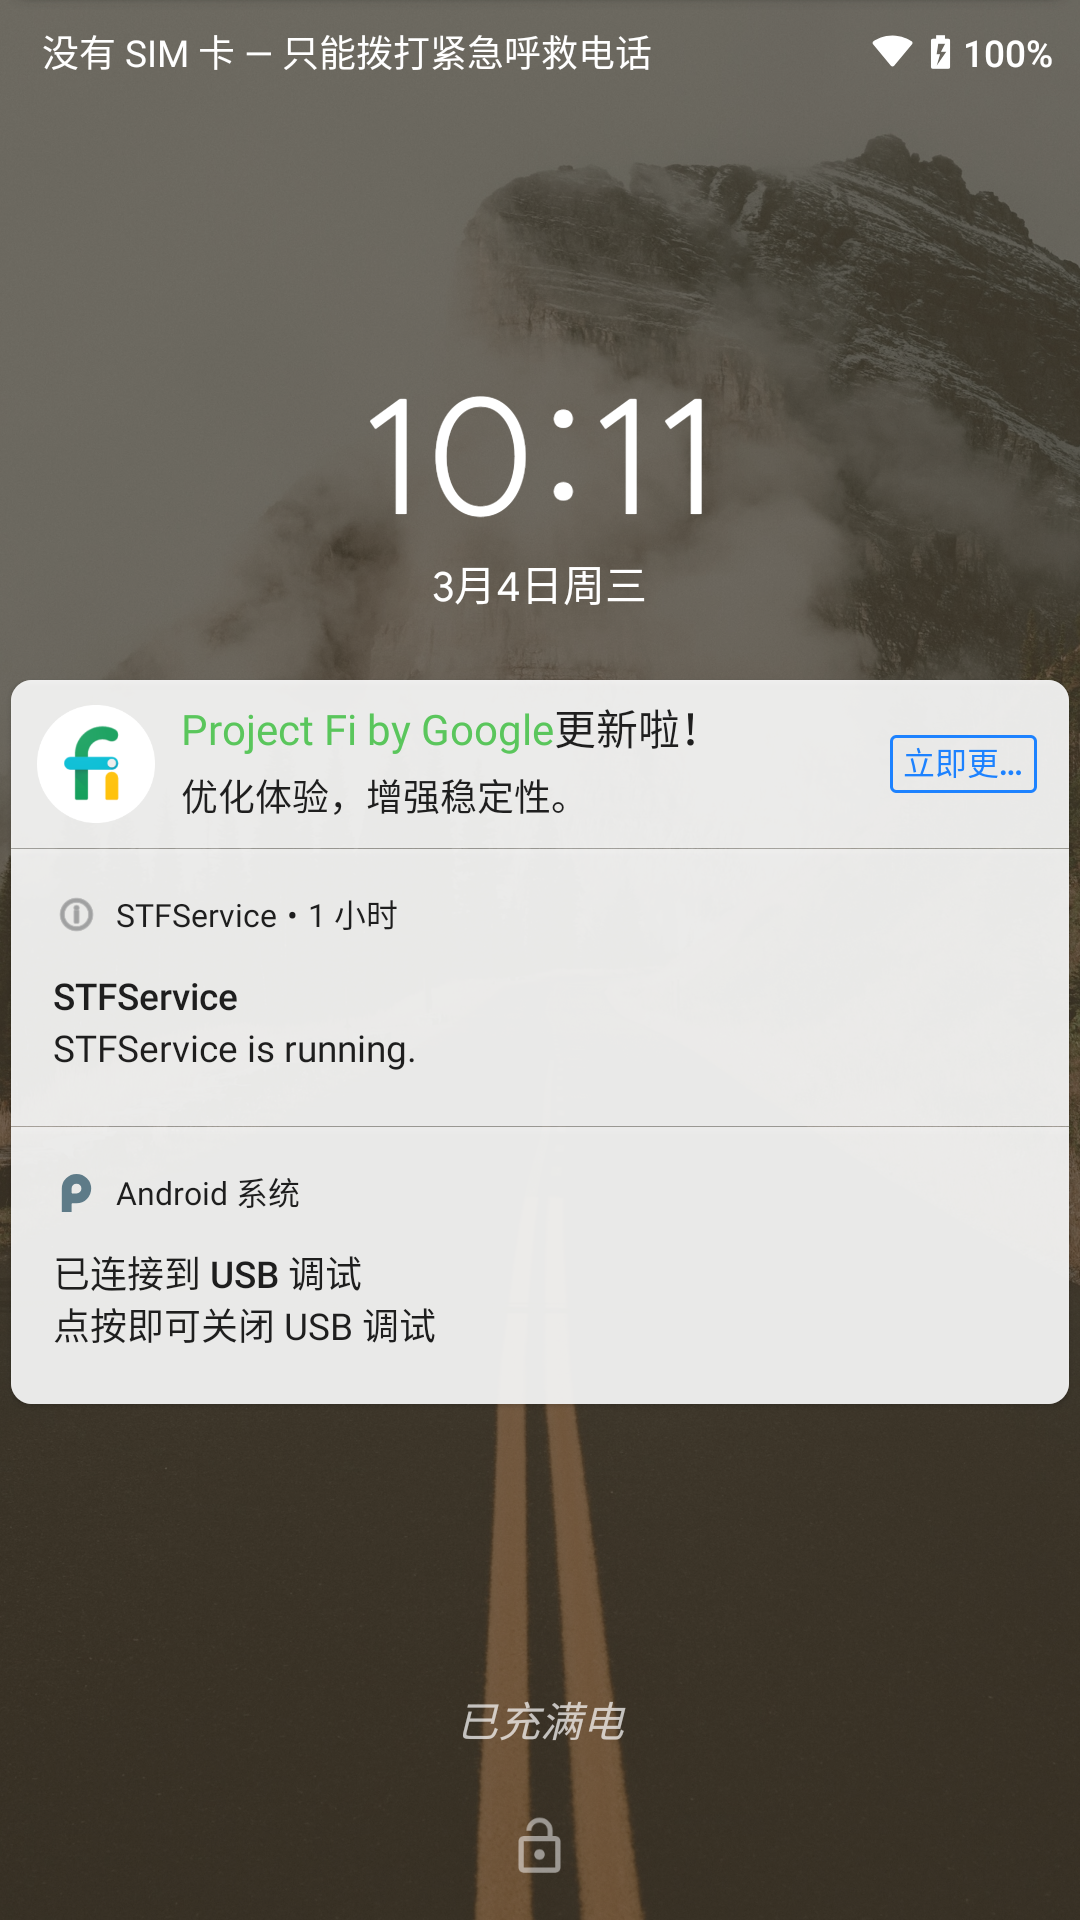 没有 SIM 卡 – 只能拨打紧急呼救电话
100%
10:11
3月4日周三
Project Fi by Google更新啦！
优化体验，增强稳定性。
立即更...
STFService • 1 小时
STFService
STFService is running.
Android 系统
已连接到 USB 调试
点按即可关闭 USB 调试
已充满电